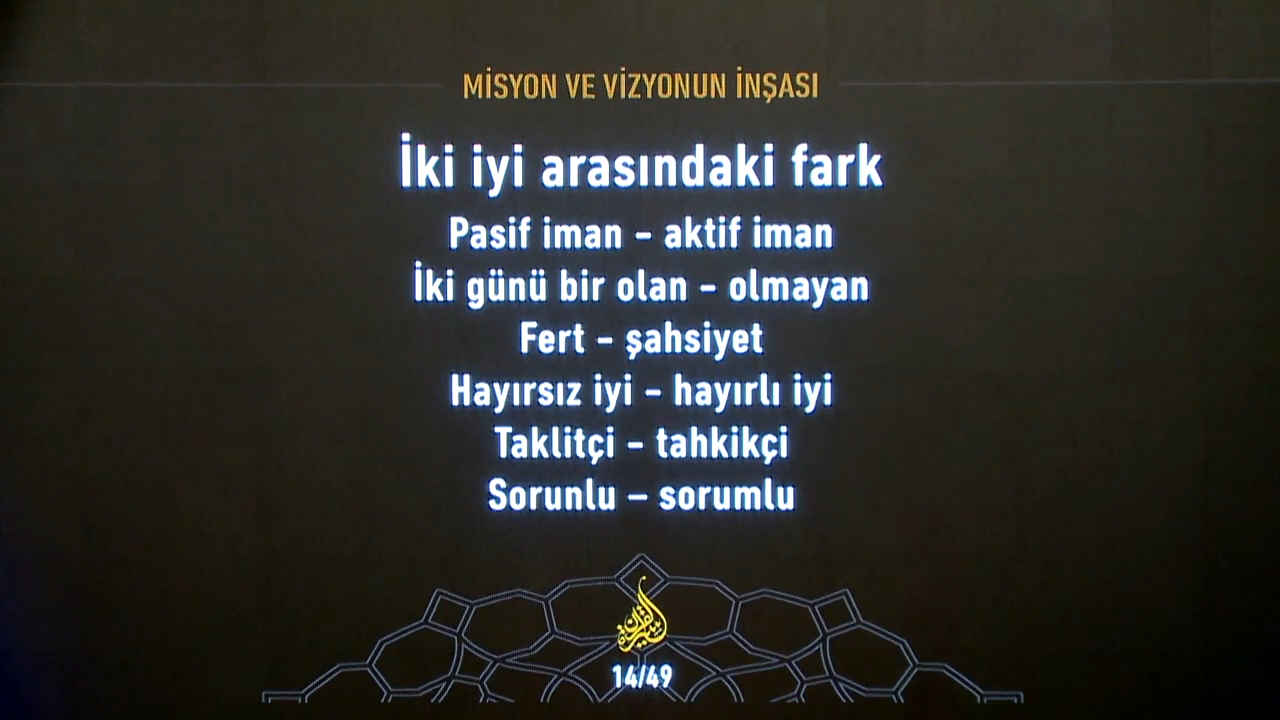 MİSYON VE VİZYONUN İNŞASI
İki iyi arasındaki fark
Pasif iman – aktif iman
İki günü bir olan – olmayan
Fert – şahsiyet
Hayırsız iyi – hayırlı iyi
Taklitçi – tahkikçi
Sorunlu – sorumlu
14/49